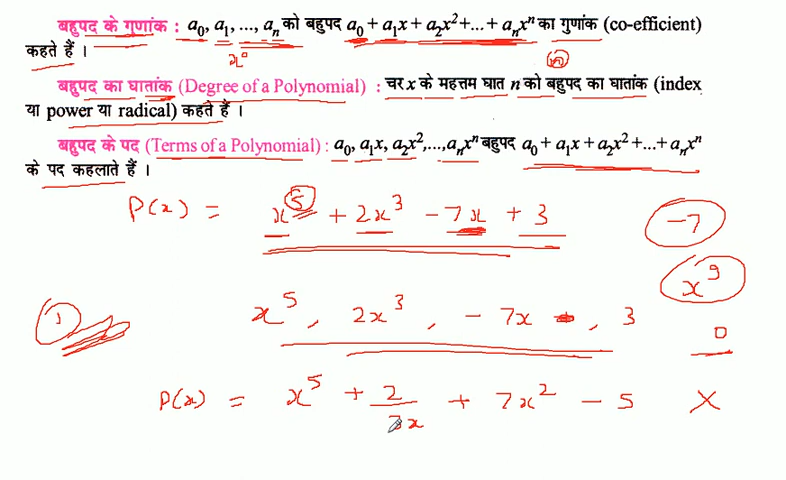 बहुपद के गुणांक : a₀, a₁, ..., aₙ को बहुपद a₀ + a₁x + a₂x² +...+ aₙxⁿ का गुणांक (co-efficient)
कहते हैं ।
x⁰
बहुपद का घातांक (Degree of a Polynomial) : चर x के महत्तम घात n को बहुपद का घातांक (index
या power या radical) कहते हैं ।
बहुपद के पद (Terms of a Polynomial) : a₀, a₁x, a₂x²,...,aₙxⁿ बहुपद a₀ + a₁x + a₂x² +...+ aₙxⁿ
के पद कहलाते हैं ।
P(x) = x⁵ + 2x³ - 7x + 3
-7
x⁹
1
x⁵, 2x³, - 7x, 3
0
P(x) = x⁵ + 2/3x + 7x² - 5 X